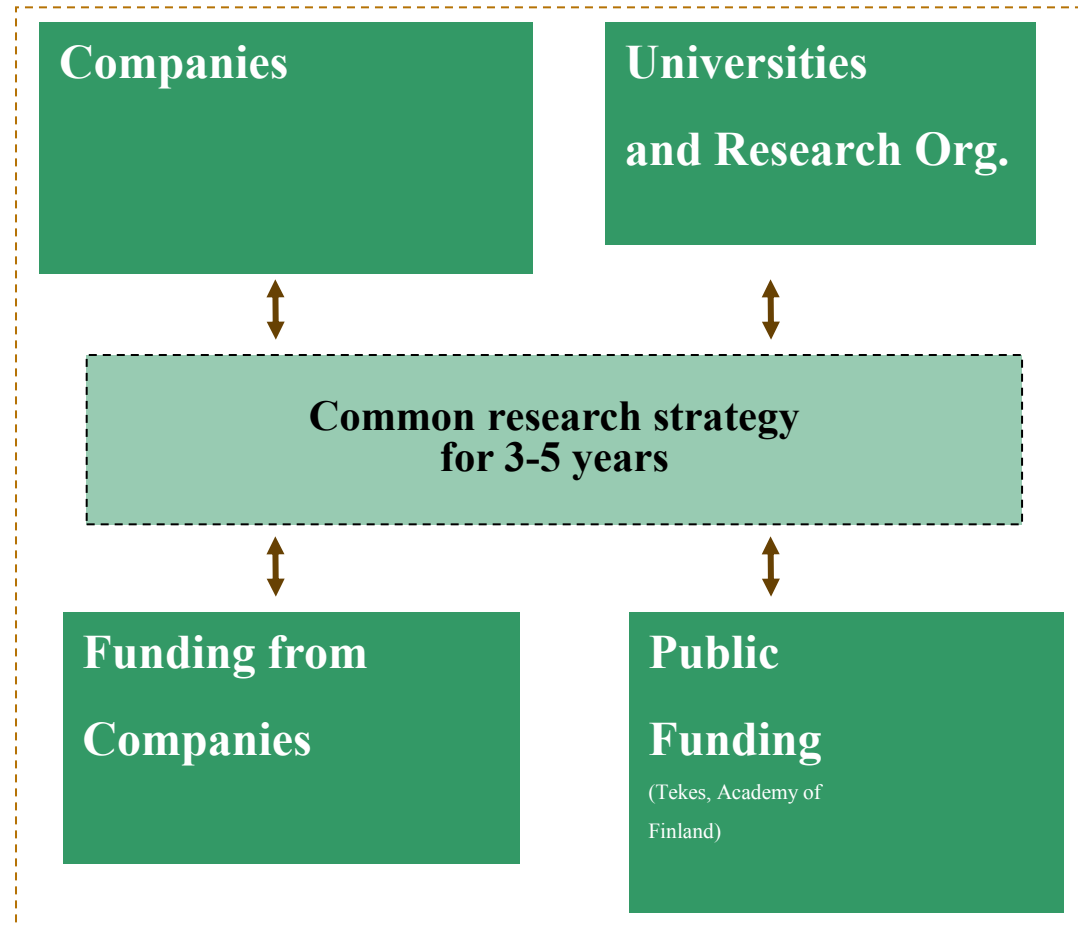 Companies
Universities
and Research Org.
Common research strategy
for 3-5 years
Funding from
Companies
Public
Funding
(Tekes, Academy of
Finland)